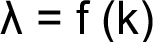 λ = f (k)